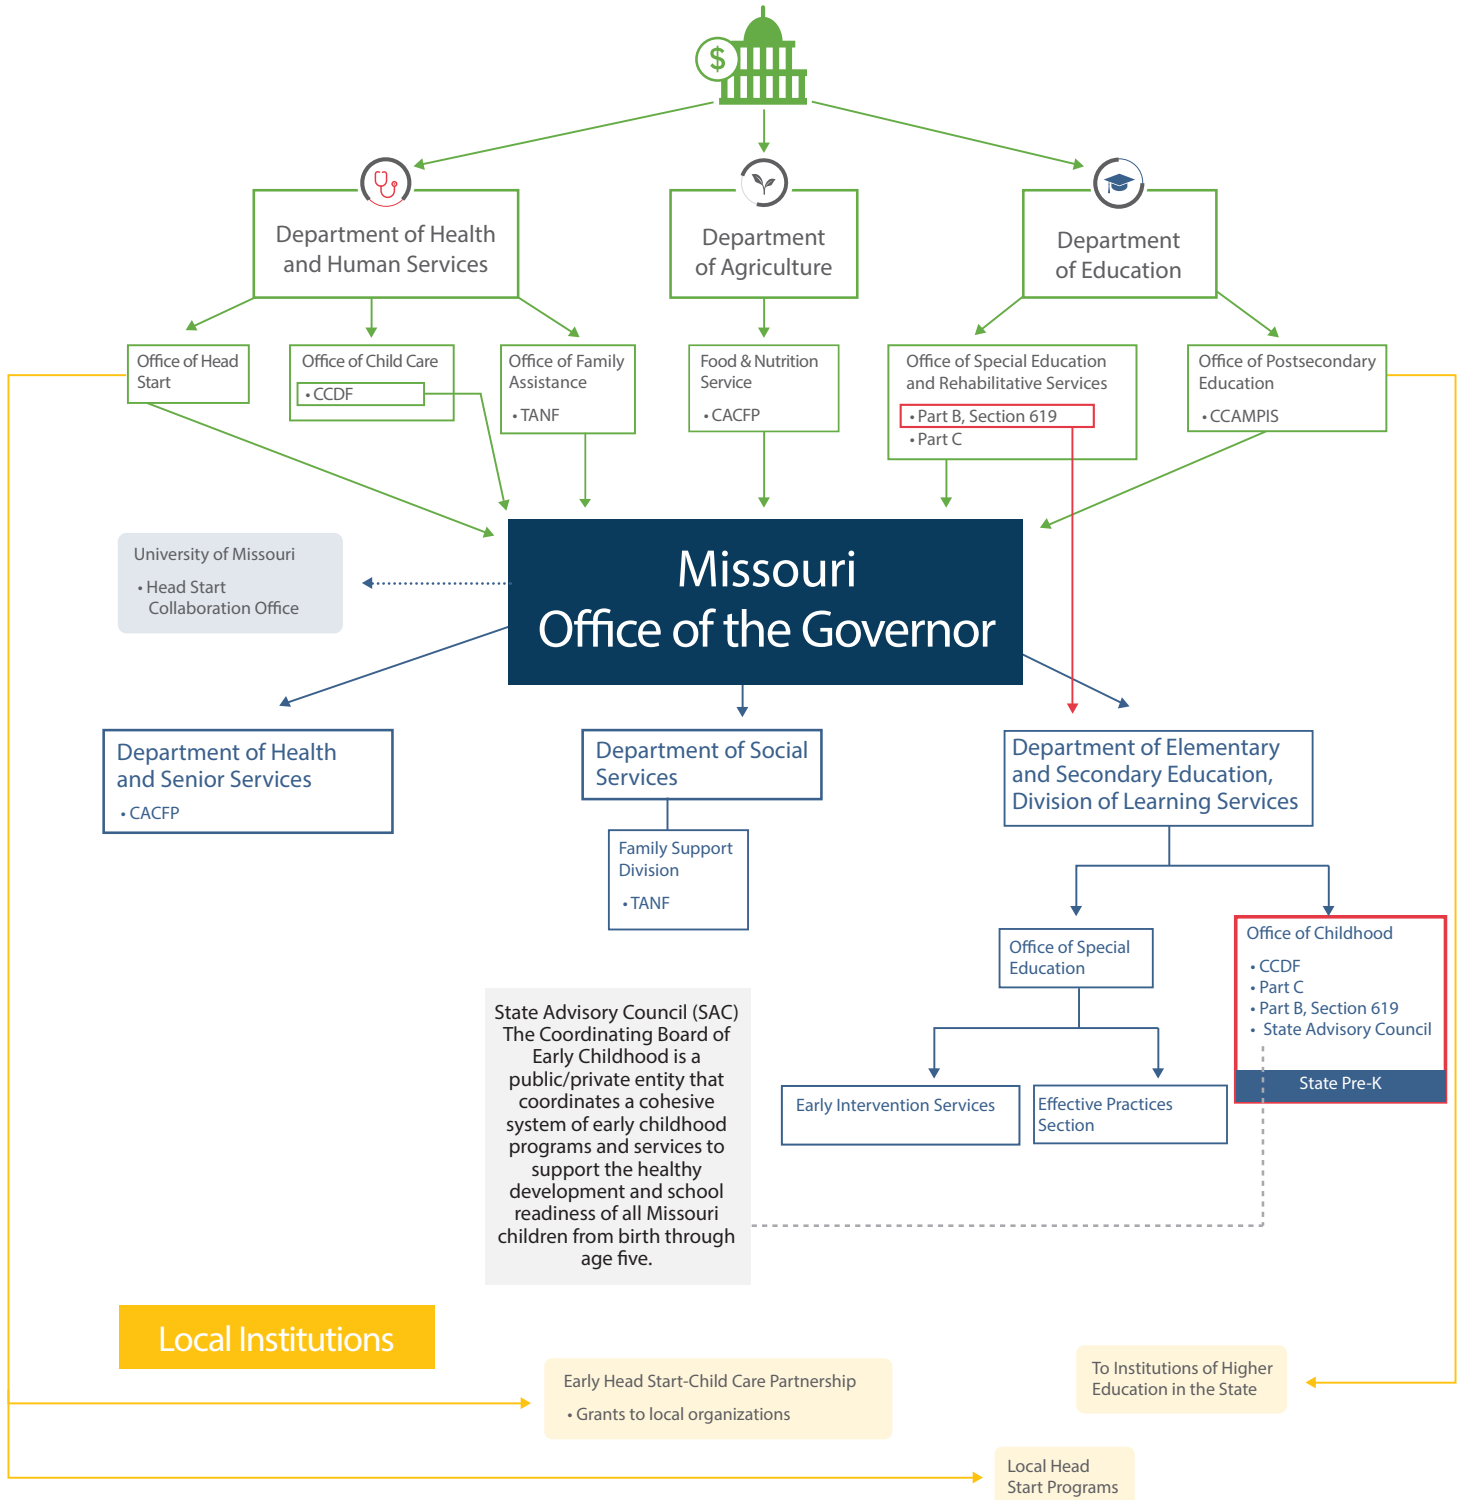 $
Department of Health
and Human Services
Department
of Agriculture
Department
of Education
Office of Head
Start
Office of Child Care
• CCDF
Office of Family
Assistance
• TANF
Food & Nutrition
Service
• CACFP
Office of Special Education
and Rehabilitative Services
• Part B, Section 619
• Part C
Office of Postsecondary
Education
• CCAMPIS
Missouri
Office of the Governor
University of Missouri
• Head Start
Collaboration Office
Department of Health
and Senior Services
• CACFP
Department of Social
Services
Family Support
Division
• TANF
Department of Elementary
and Secondary Education,
Division of Learning Services
Office of Special
Education
Office of Childhood
• CCDF
• Part C
• Part B, Section 619
• State Advisory Council
State Pre-K
Early Intervention Services
Effective Practices
Section
State Advisory Council (SAC)
The Coordinating Board of
Early Childhood is a
public/private entity that
coordinates a cohesive
system of early childhood
programs and services to
support the healthy
development and school
readiness of all Missouri
children from birth through
age five.
Local Institutions
Early Head Start-Child Care Partnership
• Grants to local organizations
To Institutions of Higher
Education in the State
Local Head
Start Programs